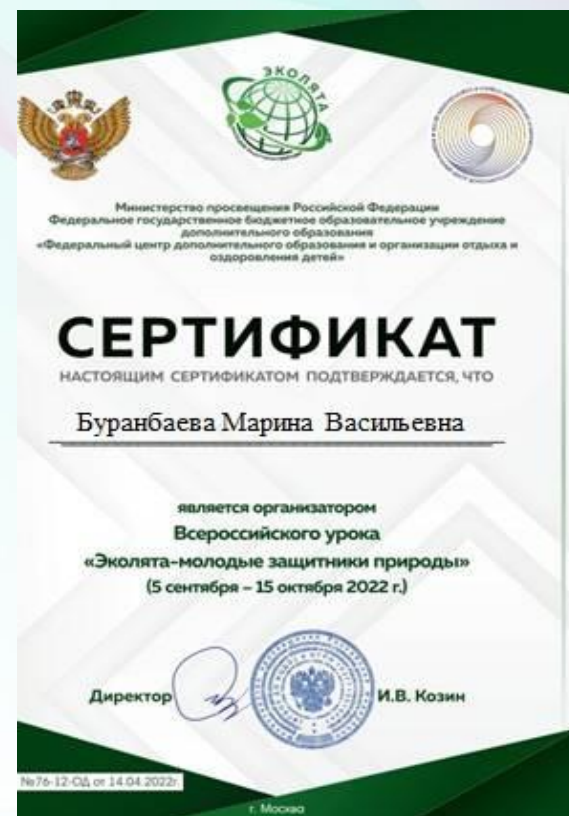 ЭКОЛЯТА
Министерство просвещения Российской Федерации
Федеральное государственное бюджетное образовательное учреждение
дополнительного образования
«Федеральный центр дополнительного образования и организации отдыха и
оздоровления детей»
СЕРТИФИКАТ
НАСТОЯЩИМ СЕРТИФИКАТОМ ПОДТВЕРЖДАЕТСЯ, ЧТО
Буранбаева Марина Васильевна
является организатором
Всероссийского урока
«Эколята-молодые защитники природы»
(5 сентября – 15 октября 2022 г.)
Директор И.В. Козин
№76-12-ОД от 14.04.2022г.
г. Москва